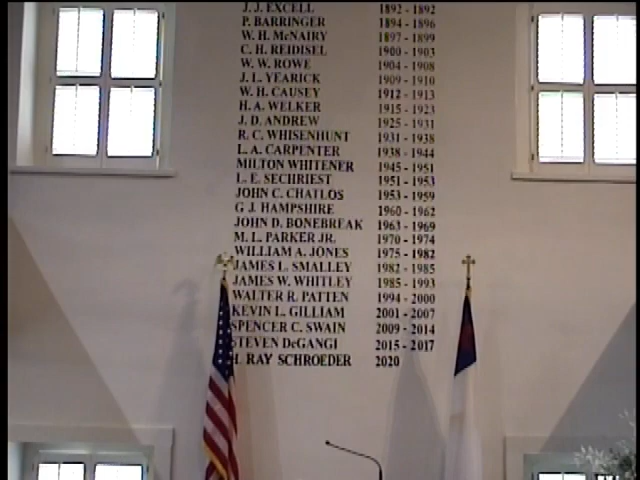 J. J. EXCELL 1892 - 1892
P. BARRINGER 1894 - 1896
W. H. McNAIRY 1897 - 1899
C. H. REIDISEL 1900 - 1903
W. W. ROWE 1904 - 1908
J. L. YEARICK 1909 - 1910
W. H. CAUSEY 1912 - 1913
H. A. WELKER 1915 - 1923
J. D. ANDREW 1925 - 1931
R. C. WHISENHUNT 1931 - 1938
L. A. CARPENTER 1938 - 1944
MILTON WHITENER 1945 - 1951
L. E. SECHRIEST 1951 - 1953
JOHN C. CHATLOS 1953 - 1959
G J. HAMPSHIRE 1960 - 1962
JOHN D. BONEBREAK 1963 - 1969
M. L. PARKER JR. 1970 - 1974
WILLIAM A. JONES 1975 - 1982
JAMES L. SMALLEY 1982 - 1985
JAMES W. WHITLEY 1985 - 1993
WALTER R. PATTEN 1994 - 2000
KEVIN L. GILLIAM 2001 - 2007
SPENCER C. SWAIN 2009 - 2014
STEVEN DeGANGI 2015 - 2017
H. RAY SCHROEDER 2020